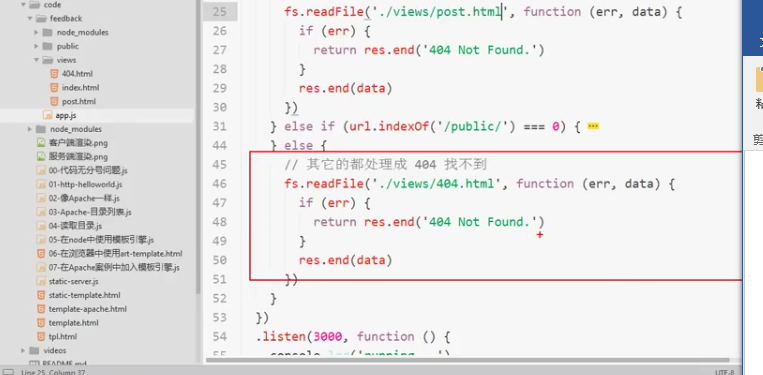 code
feedback
node_modules
public
views
404.html
index.html
post.html
app.js
node_modules
客户端渲染.png
服务端渲染.png
00-代码无分号问题.js
01-http-helloworld.js
02-像Apache一样.js
03-Apache-目录列表.js
04-读取目录.js
05-在node中使用模板引擎.js
06-在浏览器中使用art-template.html
07-在Apache案例中加入模板引擎.js
static-server.js
static-template.html
template-apache.html
template.html
tpl.html
videos
README.md
25 fs.readFile('./views/post.html', function (err, data) {
26 if (err) {
27 return res.end('404 Not Found.')
28 }
29 res.end(data)
30 })
31 } else if (url.indexOf('/public/') === 0) {
44 } else {
45 // 其它的都处理成 404 找不到
46 fs.readFile('./views/404.html', function (err, data) {
47 if (err) {
48 return res.end('404 Not Found.')
49 }
50 res.end(data)
51 })
52 }
53 })
54 .listen(3000, function () {
55
Line 25, Column 37
UTF-8